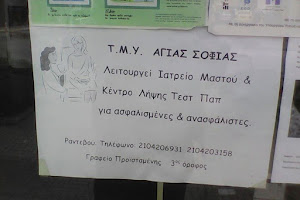 Τ.Μ.Υ. ΑΓΙΑΣ ΣΟΦΙΑΣ
Λειτουργεί Ιατρείο Μαστού &
Κέντρο Λήψης Τεστ Παπ
για ασφαλισμένες & ανασφάλιστες.
Ραντεβού: Τηλέφωνο: 2104206931, 2104203158
Γραφείο Προϊσταμένης 3ος όροφος